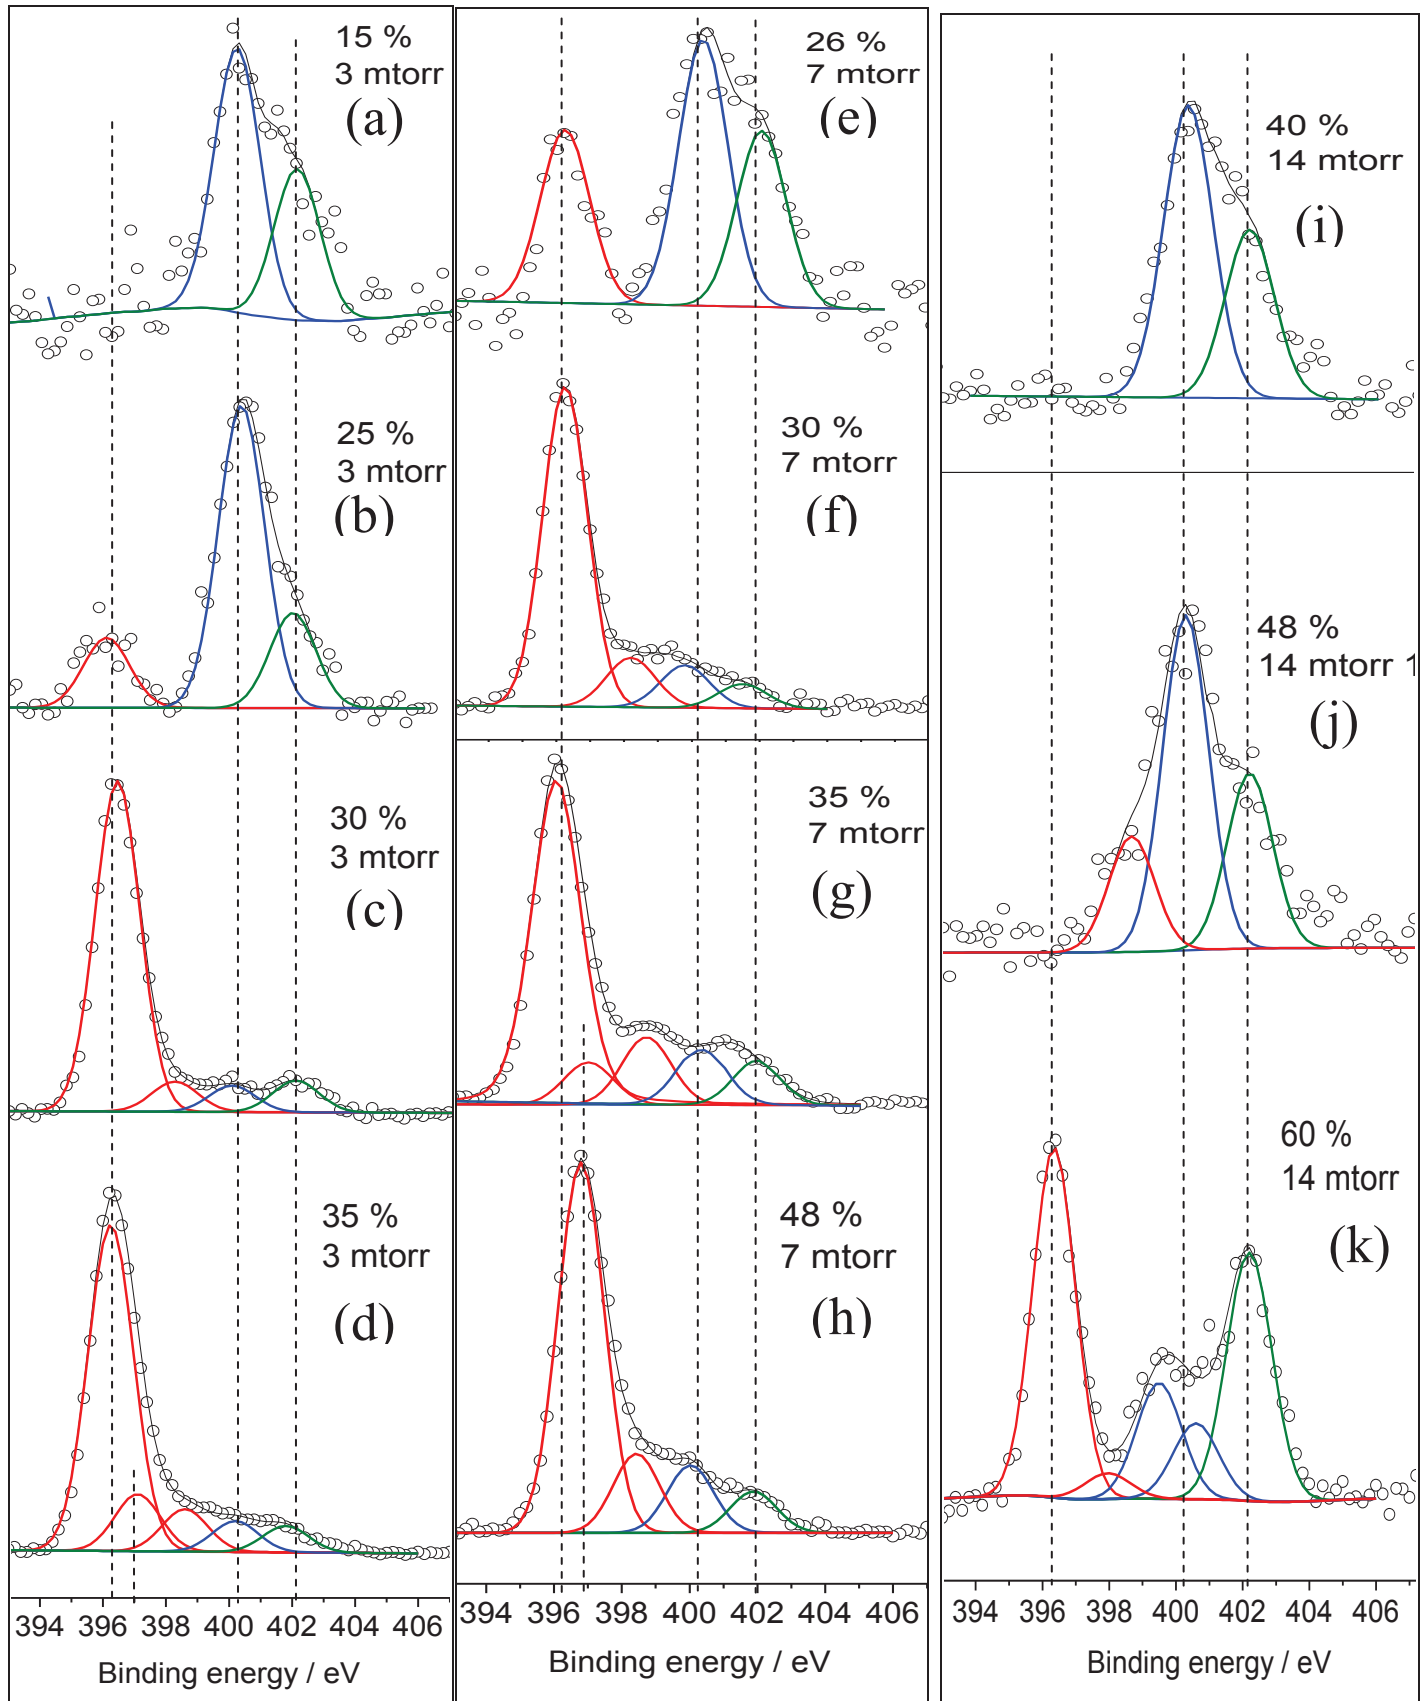 15 %
3 mtorr
(a)
25 %
3 mtorr
(b)
30 %
3 mtorr
(c)
35 %
3 mtorr
(d)
394 396 398 400 402 404 406
Binding energy / eV
26 %
7 mtorr
(e)
30 %
7 mtorr
(f)
35 %
7 mtorr
(g)
48 %
7 mtorr
(h)
394 396 398 400 402 404 406
Binding energy / eV
40 %
14 mtorr
(i)
48 %
14 mtorr 1
(j)
60 %
14 mtorr
(k)
394 396 398 400 402 404 406
Binding energy / eV